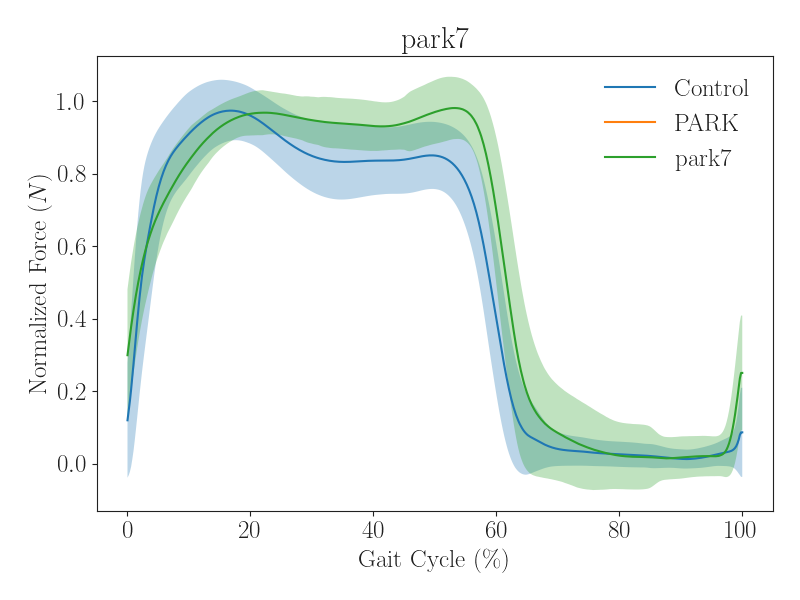 park7
Control
PARK
park7
Normalized Force (N)
1.0
0.8
0.6
0.4
0.2
0.0
0 20 40 60 80 100
Gait Cycle (%)